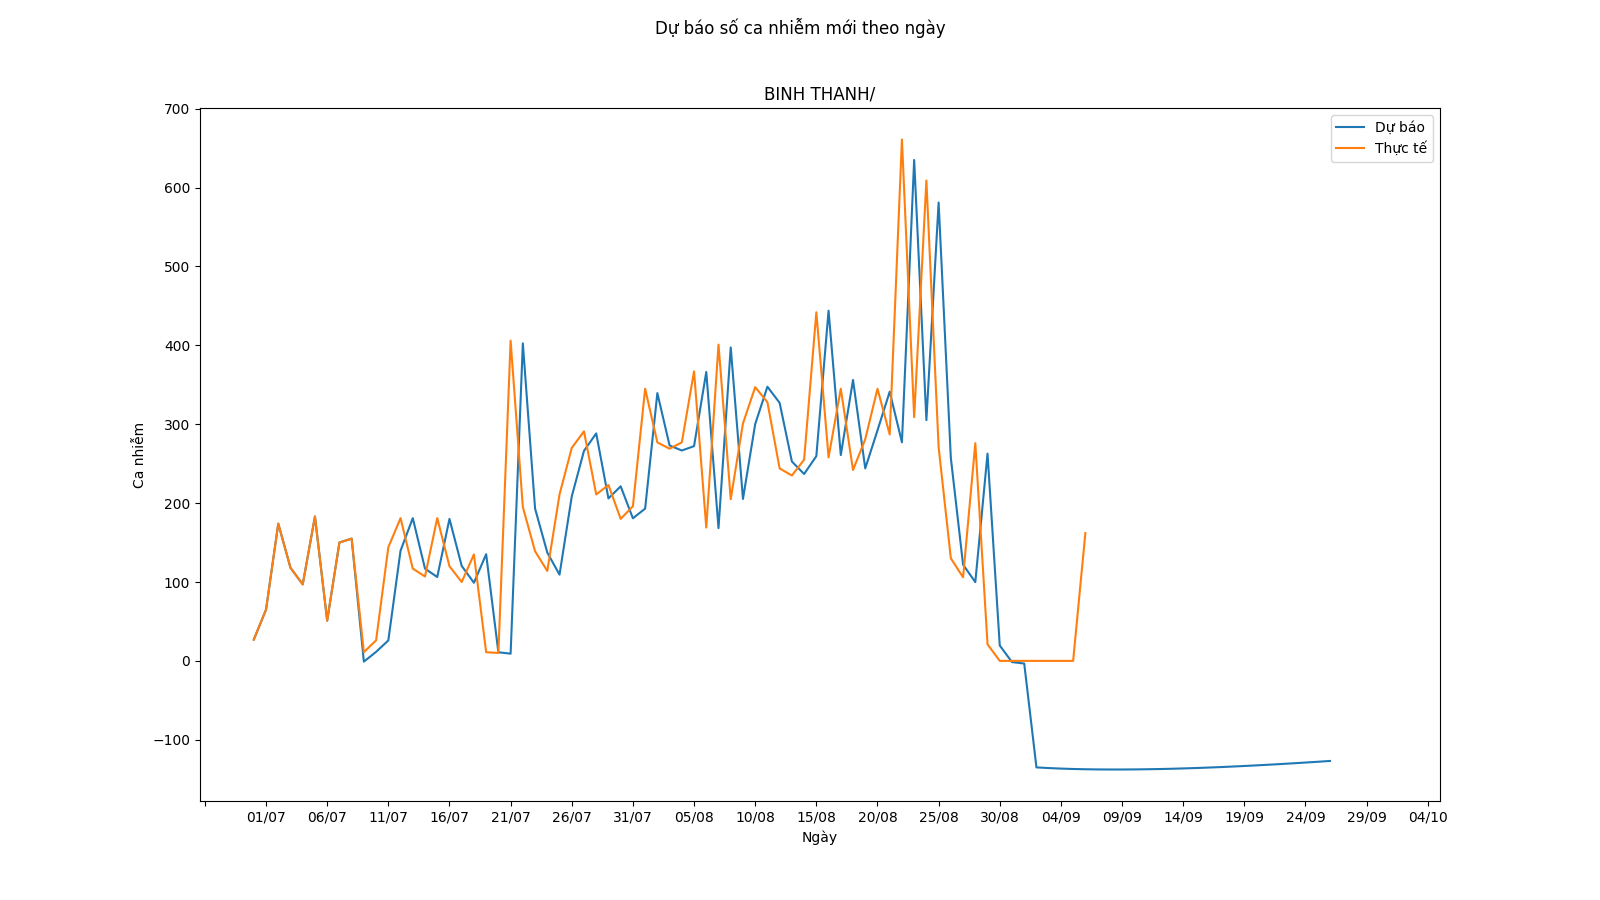 Dự báo số ca nhiễm mới theo ngày
BINH THANH/
700
600
500
400
300
200
100
0
−100
Ca nhiễm
Dự báo
Thực tế
01/07 06/07 11/07 16/07 21/07 26/07 31/07 05/08 10/08 15/08 20/08 25/08 30/08 04/09 09/09 14/09 19/09 24/09 29/09 04/10
Ngày